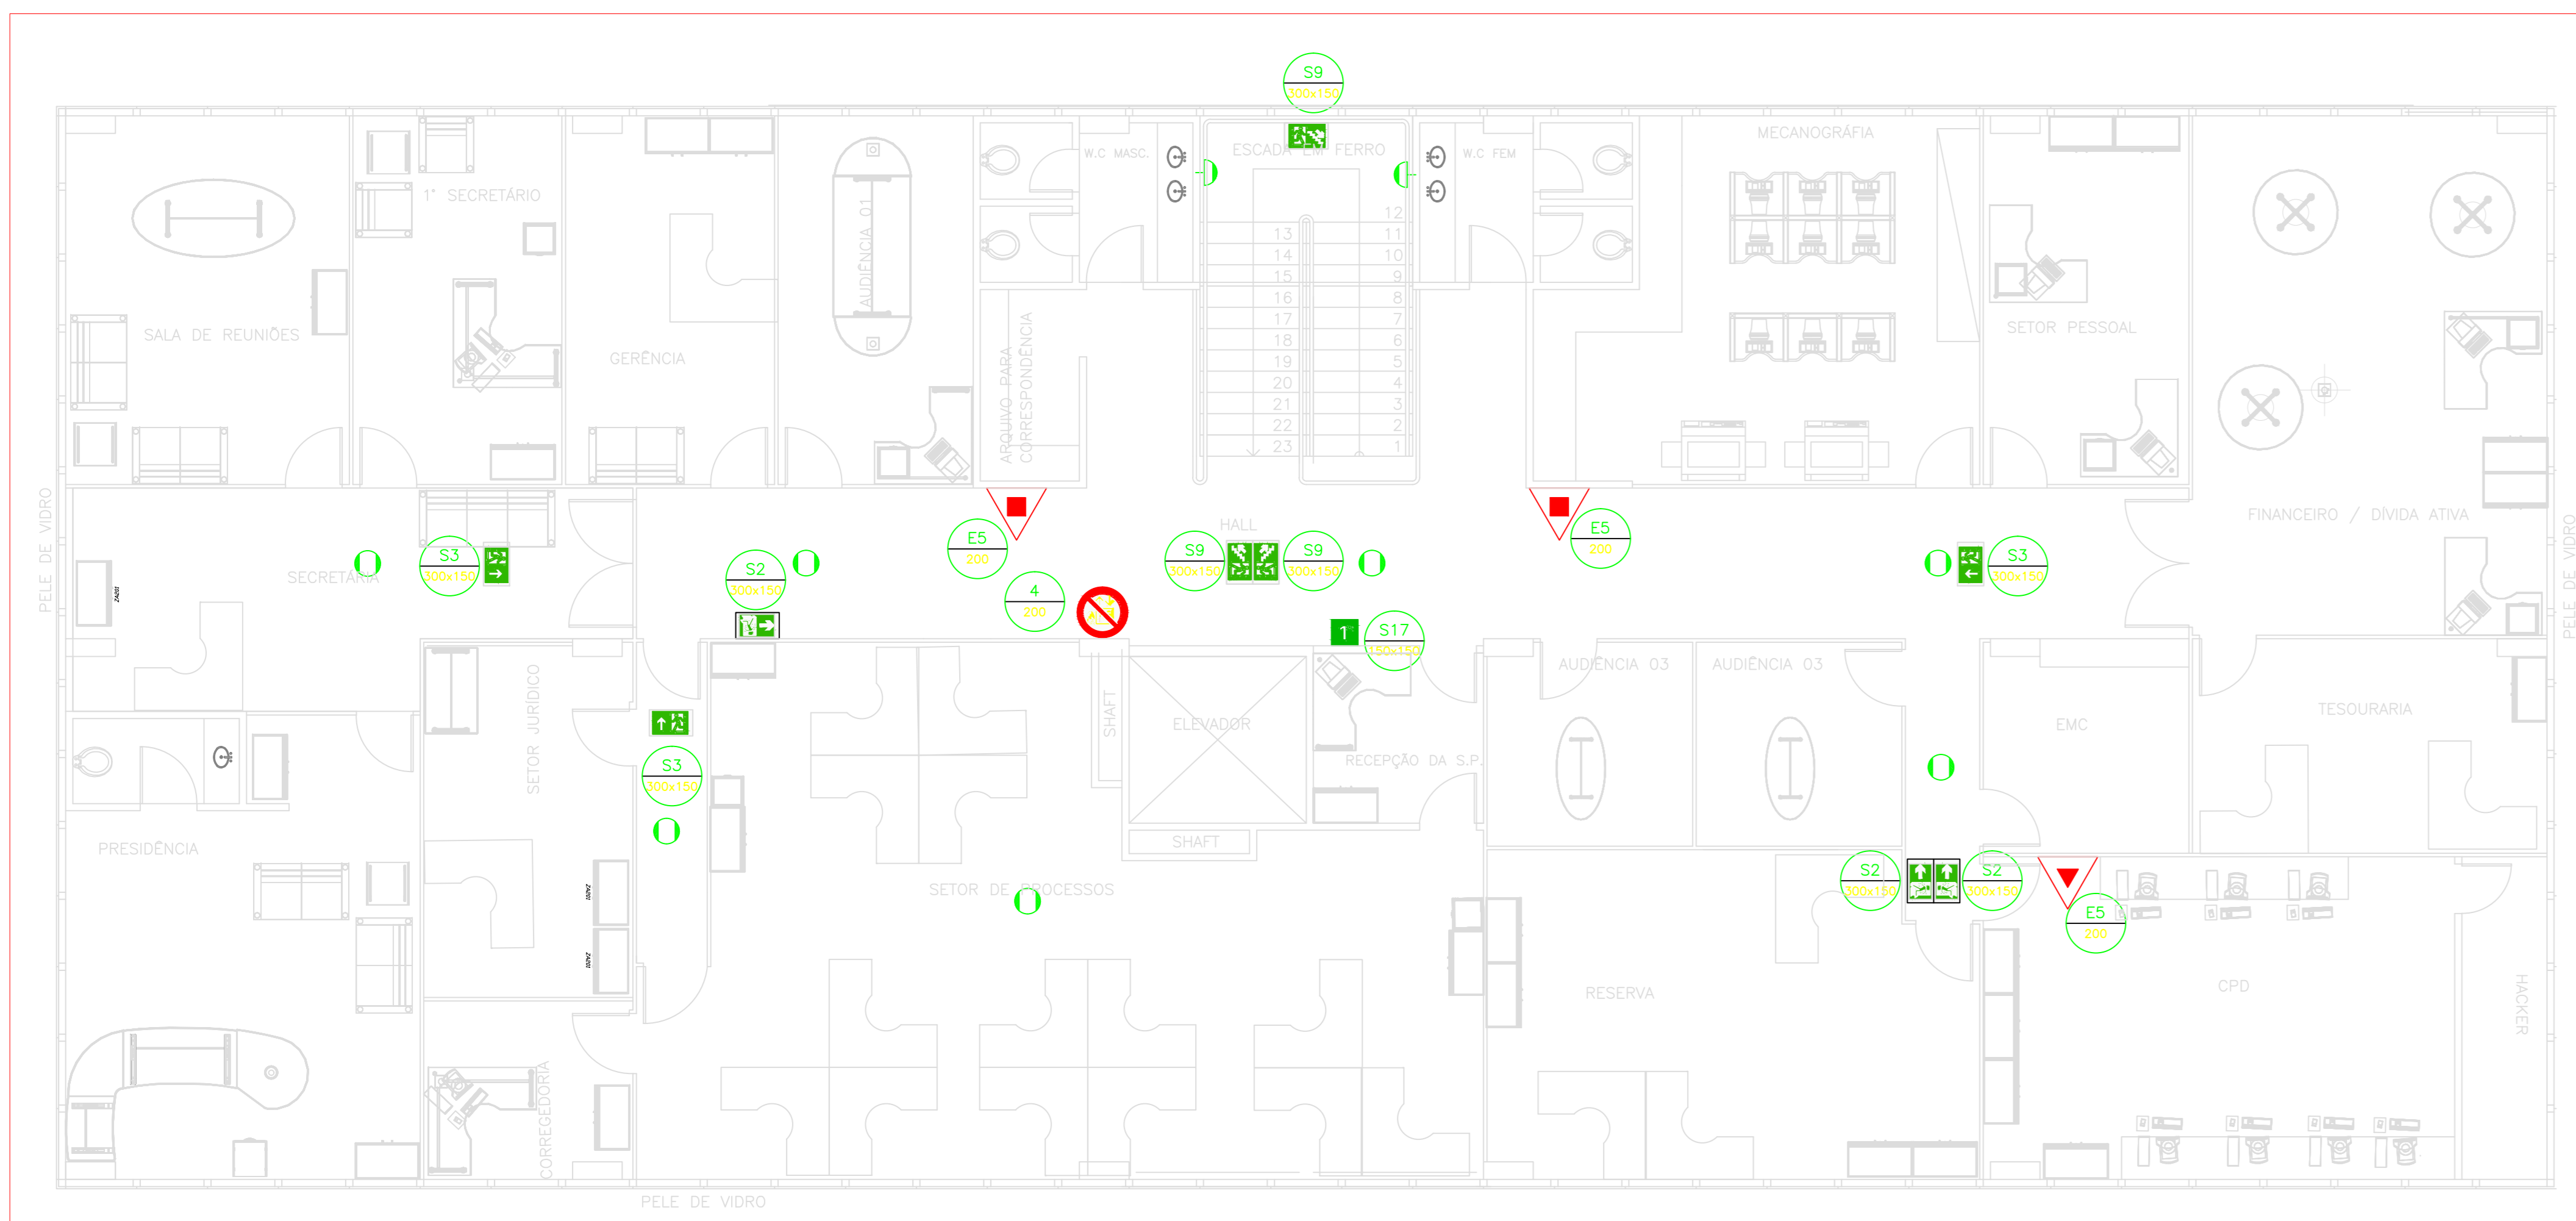 S9
300x150
MECANOGRÁFIA
W.C MASC.
ESCADA EM FERRO
W.C FEM
1° SECRETÁRIO
AUDIÊNCIA 01
12
13
11
14
10
15
9
16
8
17
7
18
6
19
5
20
4
21
3
22
2
23
1
SALA DE REUNIÕES
GERÊNCIA
ARQUIVO PARA
CORRESPONDÊNCIA
SETOR PESSOAL
PELE DE VIDRO
FINANCEIRO / DÍVIDA ATIVA
PELE DE VIDRO
HALL
E5
200
E5
200
S3
300x150
SECRETÁRIA
S2
300x150
S9
300x150
S9
300x150
S3
300x150
4
200
1
S17
150x150
ZAZ01
SETOR JURÍDICO
SHAFT
ELEVADOR
RECEPÇÃO DA S.P.
AUDIÊNCIA 03
AUDIÊNCIA 03
EMC
TESOURARIA
S3
300x150
PRESIDÊNCIA
SHAFT
SETOR DE PROCESSOS
S2
300x150
S2
300x150
E5
200
ZAZ01
ZAZ01
RESERVA
CPD
HACKER
CORREGEDORIA
PELE DE VIDRO